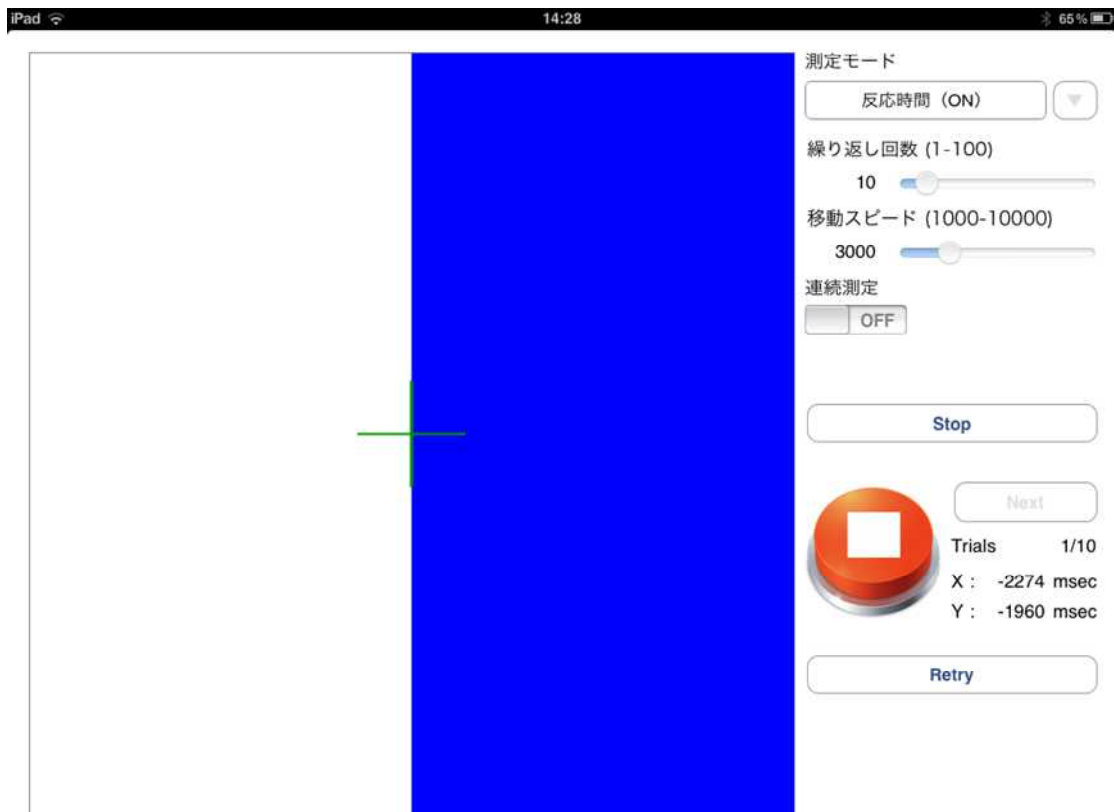 iPad 14:28 65%
測定モード
反応時間（ON）
繰り返し回数 (1-100)
10
移動スピード (1000-10000)
3000
連続測定
OFF
Stop
Next
Trials 1/10
X : -2274 msec
Y : -1960 msec
Retry